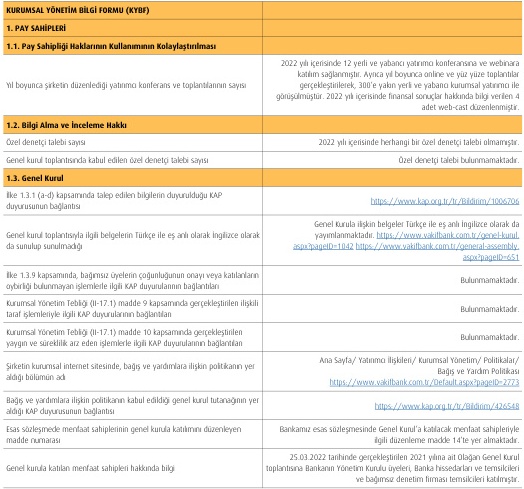 KURUMSAL YÖNETİM BİLGİ FORMU (KYBF)
1. PAY SAHİPLERİ
1.1. Pay Sahipliği Haklarının Kullanımının Kolaylaştırılması
Yıl boyunca şirketin düzenlediği yatırımcı konferans ve toplantılarının sayısı
2022 yılı içerisinde 12 yerli ve yabancı yatırımcı konferansına ve webinara
katılım sağlanmıştır. Ayrıca yıl boyunca online ve yüz yüze toplantılar
gerçekleştirilerek, 300'e yakın yerli ve yabancı kurumsal yatırımcı ile
görüşülmüştür. 2022 yılı içerisinde finansal sonuçlar hakkında bilgi verilen 4
adet web-cast düzenlenmiştir.
1.2. Bilgi Alma ve İnceleme Hakkı
Özel denetçi talebi sayısı
2022 yılı içerisinde herhangi bir özel denetçi talebi olmamıştır.
Genel kurul toplantısında kabul edilen özel denetçi talebi sayısı
Özel denetçi talebi bulunmamaktadır.
1.3. Genel Kurul
İlke 1.3.1 (a-d) kapsamında talep edilen bilgilerin duyurulduğu KAP
duyurusunun bağlantısı
https://www.kap.org.tr/tr/Bildirim/1006706
Genel kurul toplantısıyla ilgili belgelerin Türkçe ile eş anlı olarak İngilizce olarak
da sunulup sunulmadığı
Genel Kurula ilişkin belgeler Türkçe ile eş anlı İngilizce olarak da
yayımlanmaktadır. https://www.vakifbank.com.tr/genel-kurul.
aspx?pageID=1042 https://www.vakifbank.com.tr/general-assembly.
aspx?pageID=651
İlke 1.3.9 kapsamında, bağımsız üyelerin çoğunluğunun onayı veya katılanların
oybirliği bulunmayan işlemlerle ilgili KAP duyurularının bağlantıları
Bulunmamaktadır.
Kurumsal Yönetim Tebliği (II-17.1) madde 9 kapsamında gerçekleştirilen ilişkili
taraf işlemleriyle ilgili KAP duyurularının bağlantıları
Bulunmamaktadır.
Kurumsal Yönetim Tebliği (II-17.1) madde 10 kapsamında gerçekleştirilen
yaygın ve süreklilik arz eden işlemlerle ilgili KAP duyurularının bağlantıları
Bulunmamaktadır.
Şirketin kurumsal internet sitesinde, bağış ve yardımlara ilişkin politikanın yer
aldığı bölümün adı
Ana Sayfa/ Yatırımcı İlişkileri/ Kurumsal Yönetim/ Politikalar/
Bağış ve Yardım Politikası
https://www.vakifbank.com.tr/Default.aspx?pageID=2773
Bağış ve yardımlara ilişkin politikanın kabul edildiği genel kurul tutanağının yer
aldığı KAP duyurusunun bağlantısı
https://www.kap.org.tr/tr/Bildirim/426548
Esas sözleşmede menfaat sahiplerinin genel kurula katılımını düzenleyen
madde numarası
Bankamız esas sözleşmesinde Genel Kurul'a katılacak menfaat sahipleriyle
ilgili düzenleme madde 14'te yer almaktadır.
Genel kurula katılan menfaat sahipleri hakkında bilgi
25.03.2022 tarihinde gerçekleştirilen 2021 yılına ait Olağan Genel Kurul
toplantısına Bankanın Yönetim Kurulu üyeleri, Banka hissedarları ve temsilcileri
ve bağımsız denetim firması temsilcileri katılmıştır.